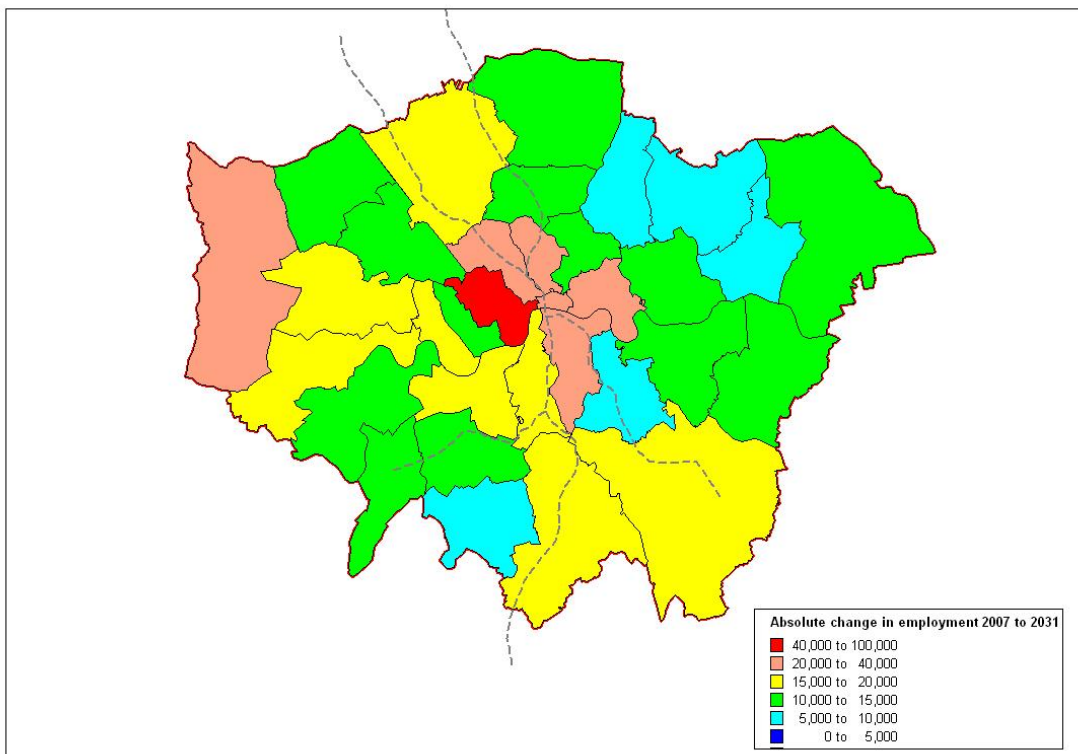 Absolute change in employment 2007 to 2031
40,000 to 100,000
20,000 to 40,000
15,000 to 20,000
10,000 to 15,000
5,000 to 10,000
0 to 5,000